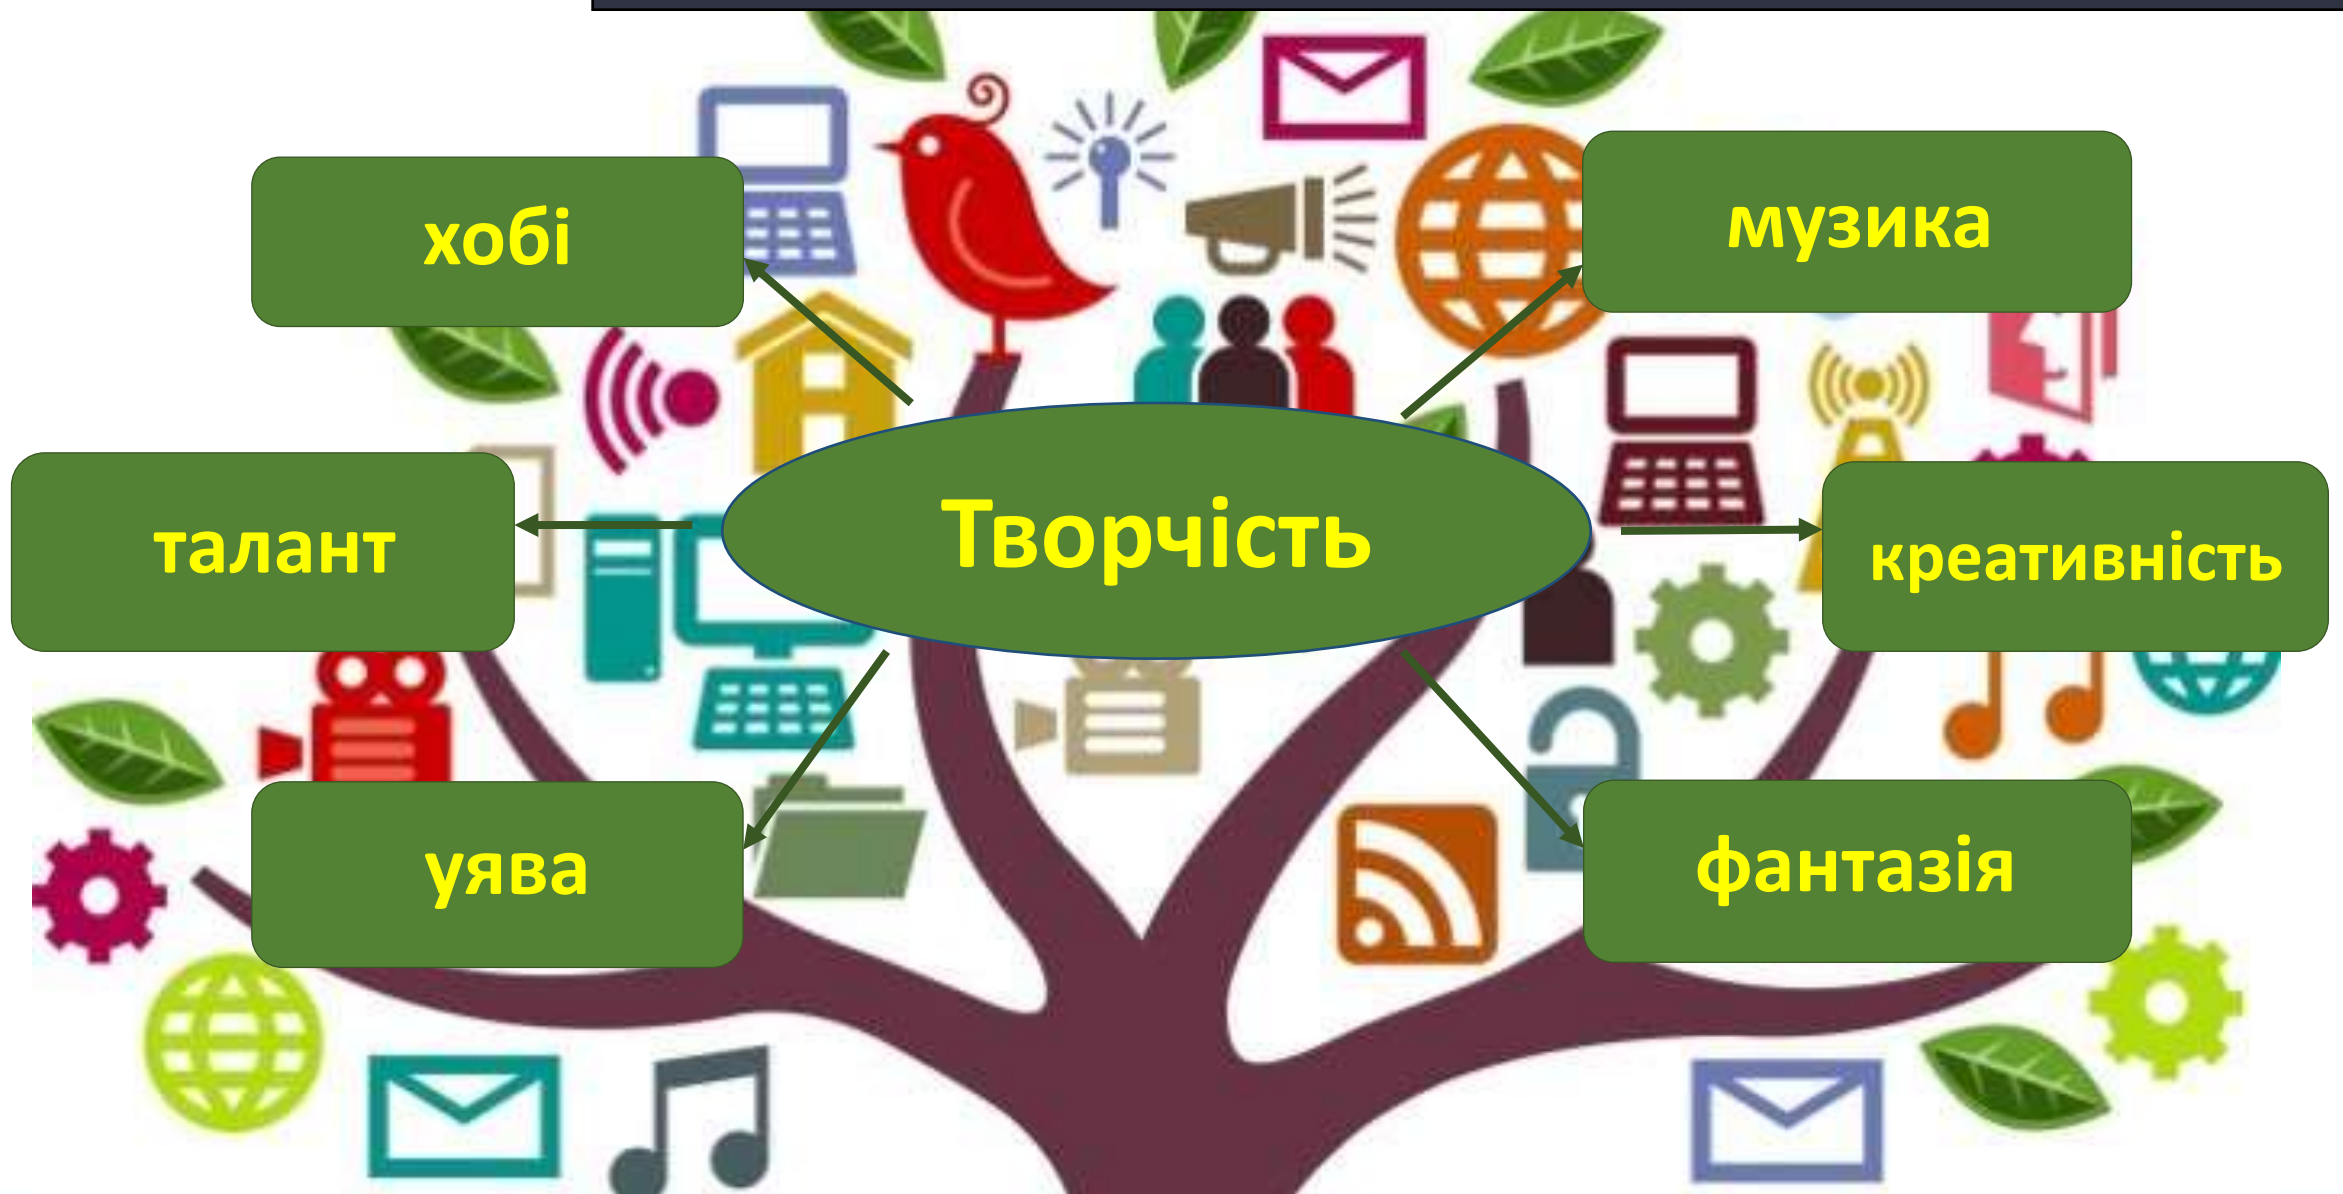 хобі
музика
талант
Творчість
креативність
уява
фантазія